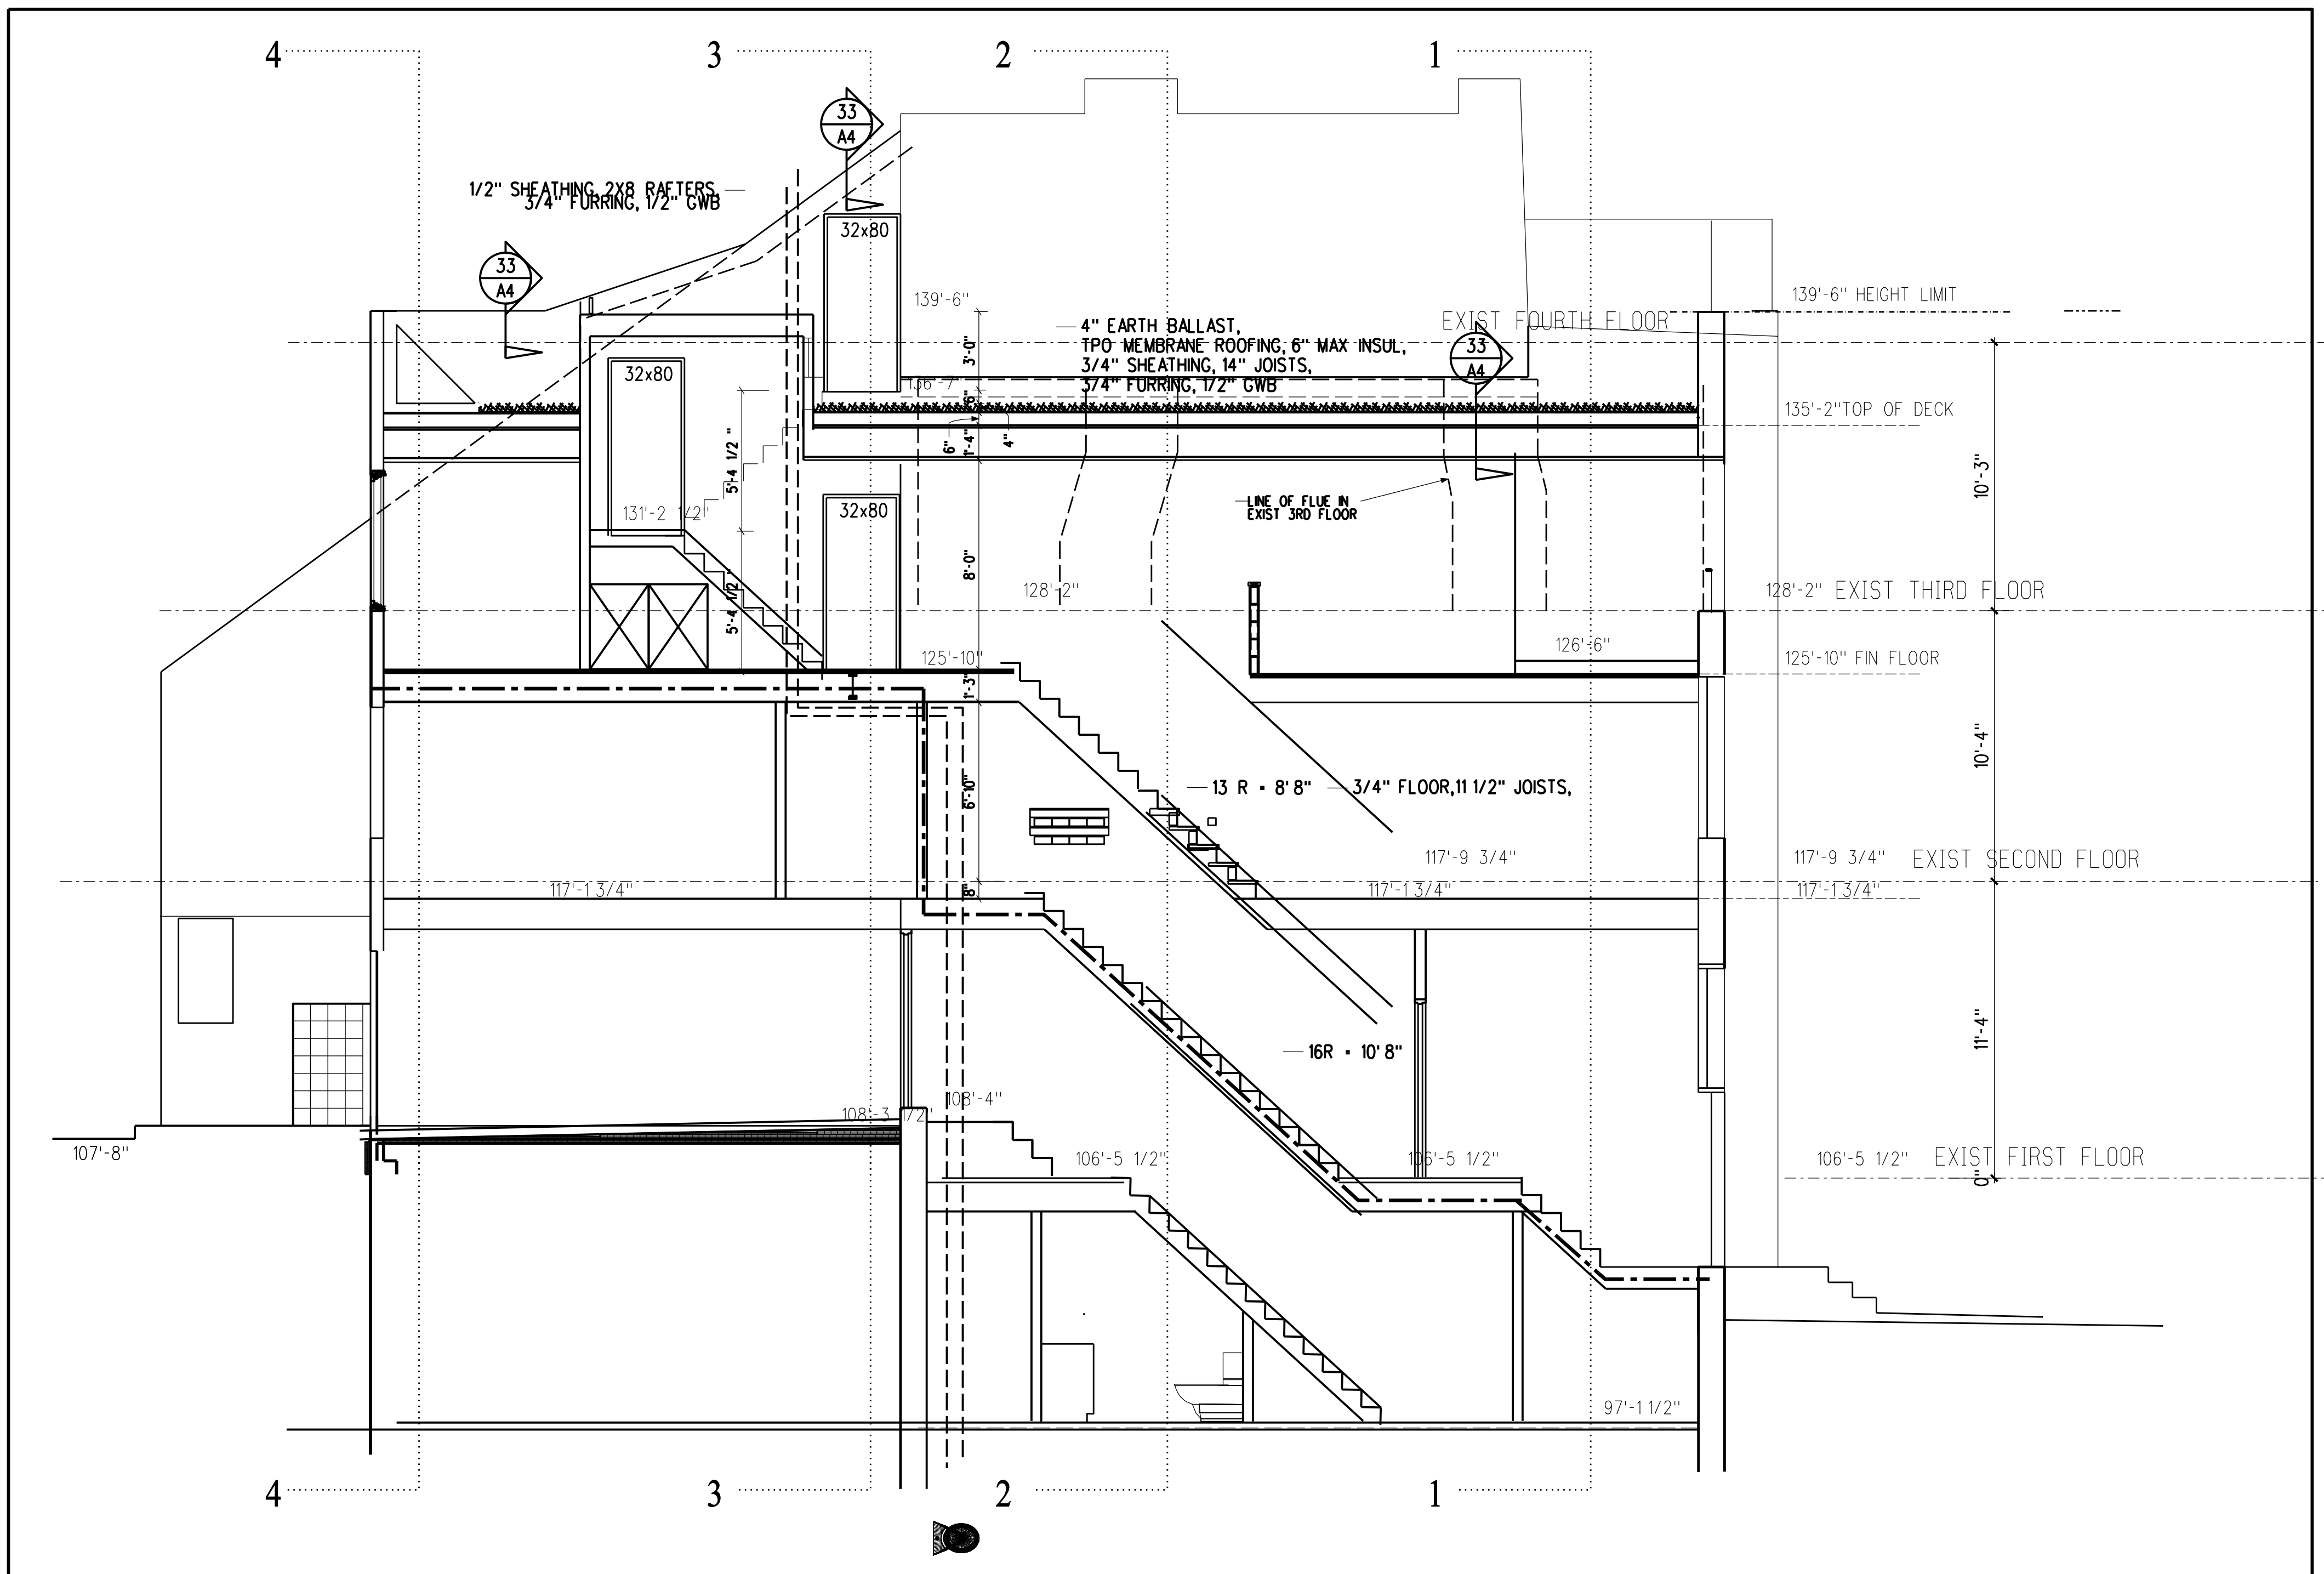 4
3
2
1
33
A4
1/2" SHEATHING, 2X8 RAFTERS,
3/4" FURRING, 1/2" GWB
32x80
33
A4
139'-6"
139'-6" HEIGHT LIMIT
EXIST FOURTH FLOOR
4" EARTH BALLAST,
TPO MEMBRANE ROOFING, 6" MAX INSUL,
3/4" SHEATHING, 14" JOISTS,
3/4" FURRING, 1/2" GWB
33
A4
3'-0"
32x80
136'-7"
6"
135'-2"TOP OF DECK
6"
1'-4"
4"
5'-4 1/2"
10'-3"
LINE OF FLUE IN
EXIST 3RD FLOOR
131'-2 1/2"
32x80
8'-0"
5'-4 1/2"
128'-2"
128'-2" EXIST THIRD FLOOR
126'-6"
125'-10"
125'-10" FIN FLOOR
1'-3"
10'-4"
13 R = 8'8"
3/4" FLOOR,11 1/2" JOISTS,
6'-10"
117'-9 3/4"
117'-9 3/4" EXIST SECOND FLOOR
117'-1 3/4"
8"
117'-1 3/4"
117'-1 3/4"
11'-4"
16R = 10'8"
108'-3 1/2"
108'-4"
107'-8"
106'-5 1/2"
106'-5 1/2"
106'-5 1/2" EXIST FIRST FLOOR
0"
97'-1 1/2"
4
3
2
1